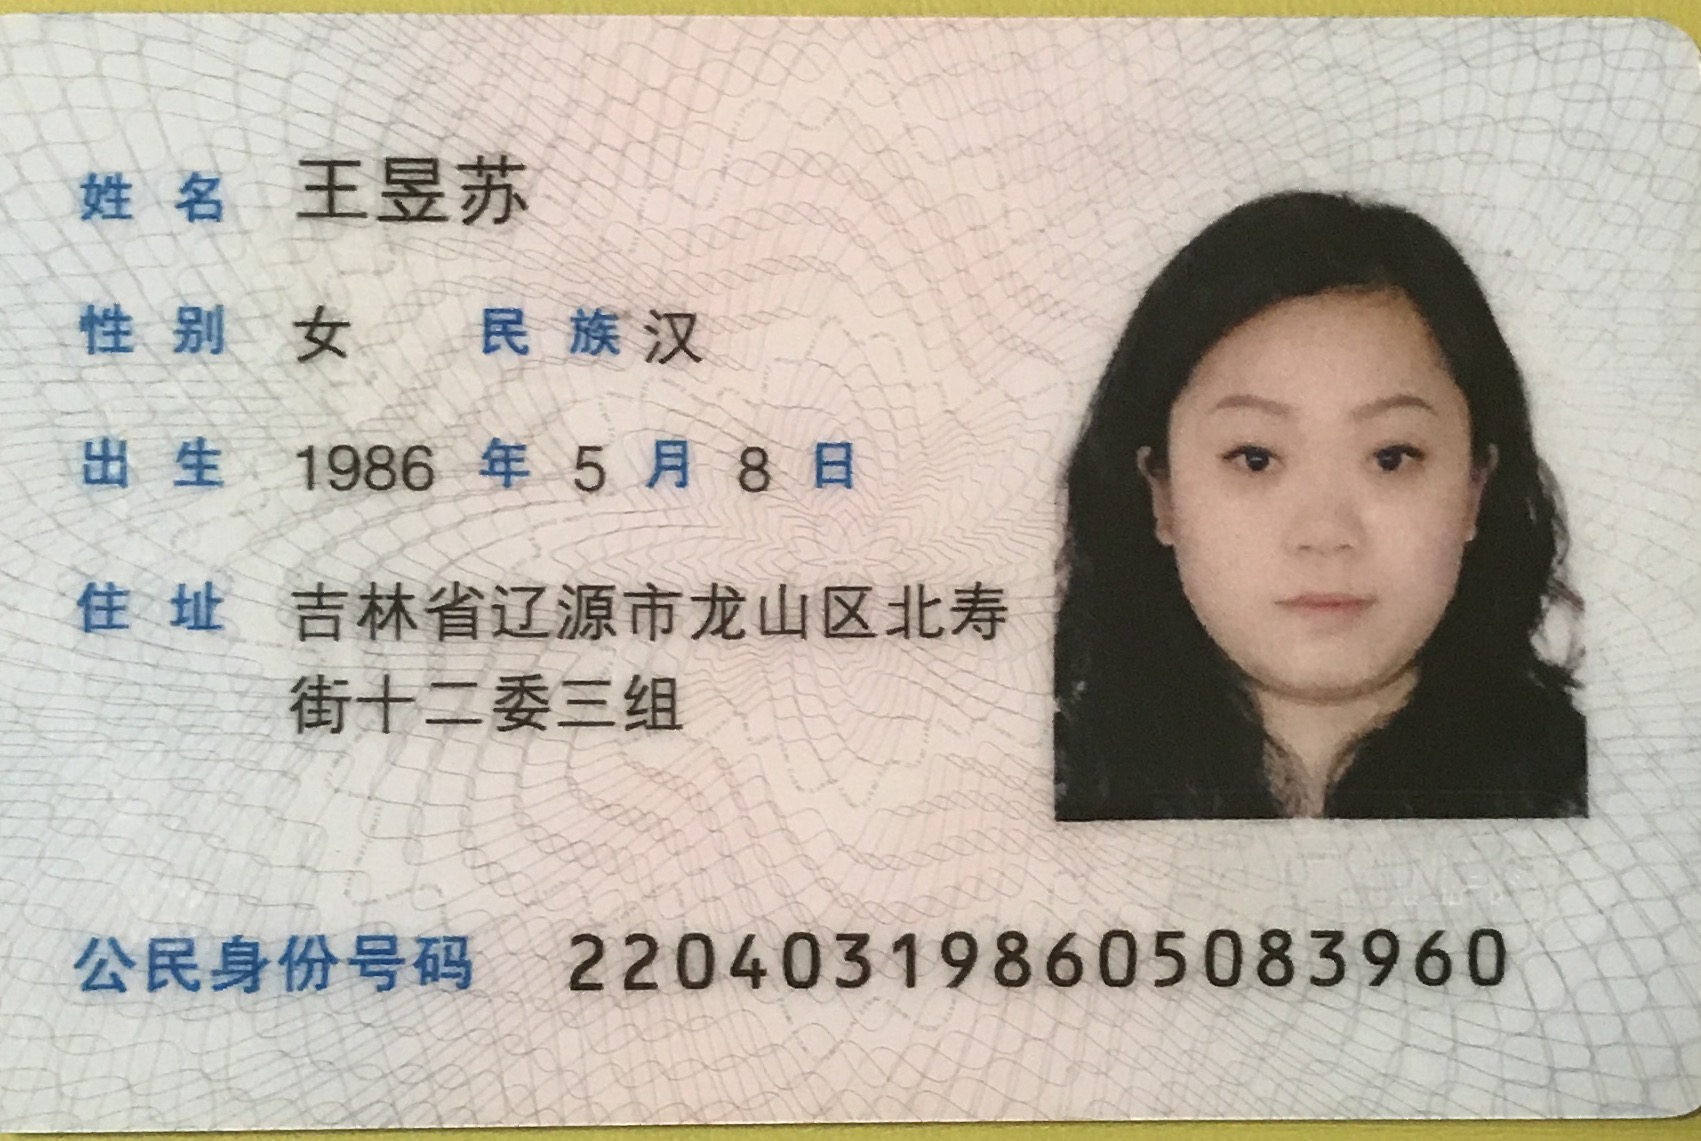 姓名 王昱苏
性别 女 民族 汉
出生 1986 年 5 月 8 日
住址 吉林省辽源市龙山区北寿
街十二委三组
公民身份号码 220403198605083960